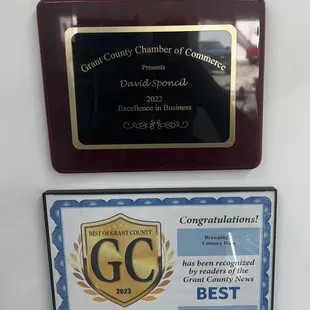 Grant County Chamber of Commerce
Presents
David Sponcil
2022
Excellence in Business
BEST OF GRANT COUNTY
GC
2023
Congratulations!
Country
has been recognized
by readers of the
Grant County News
BEST